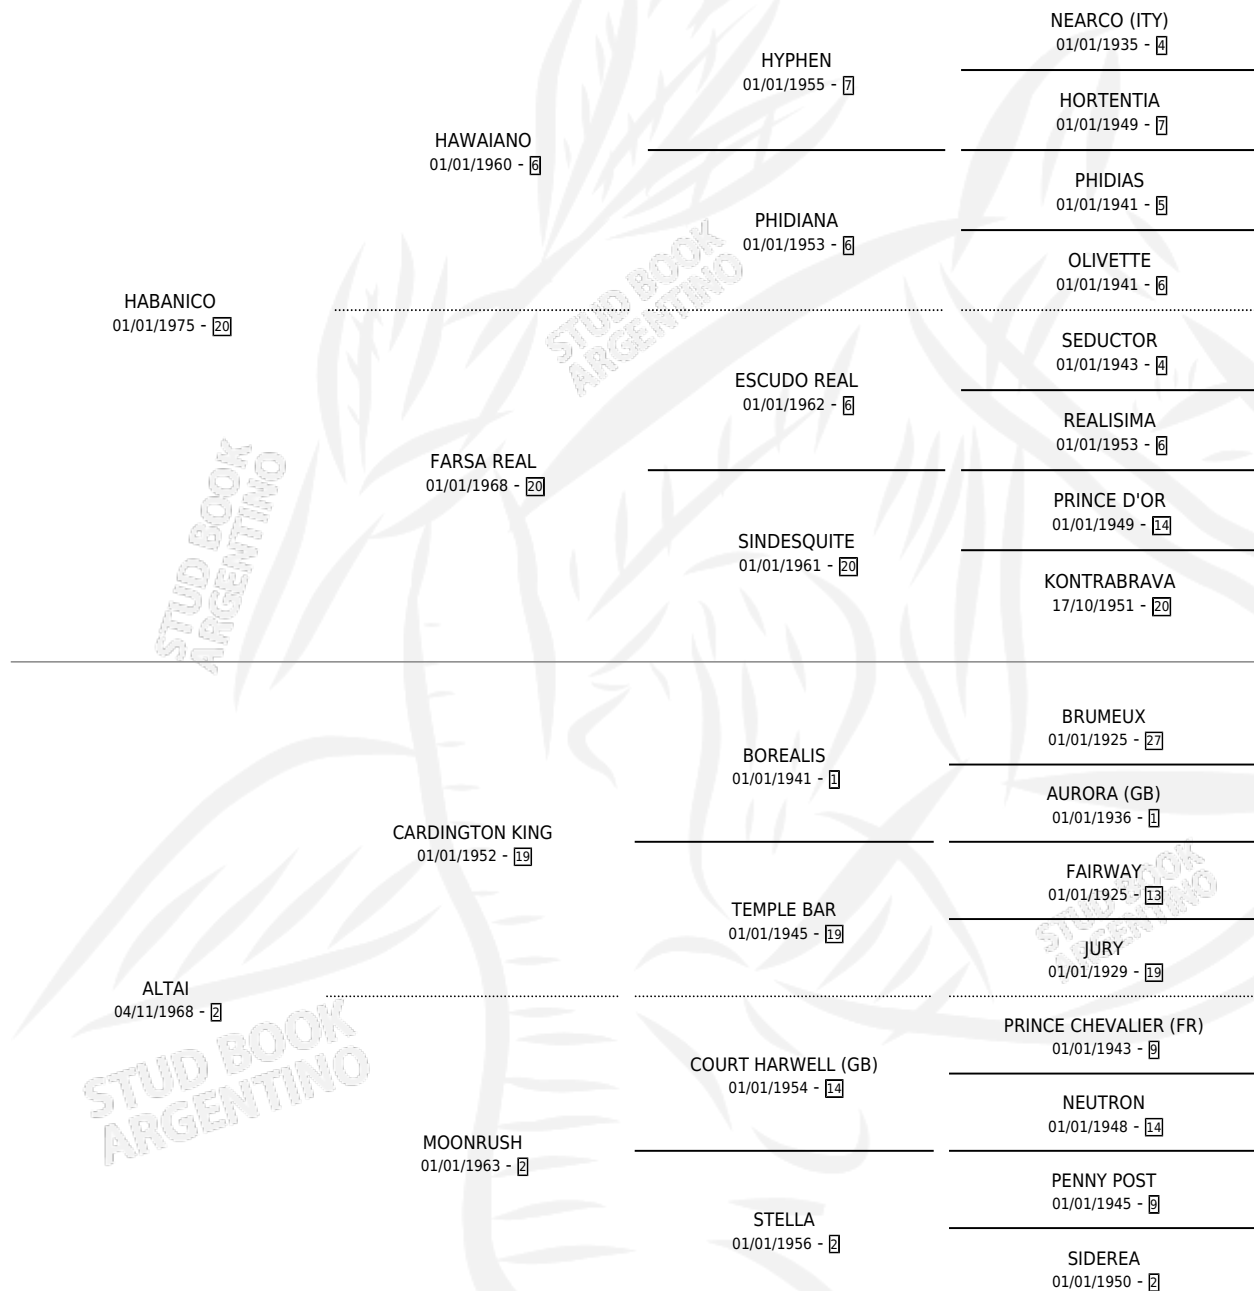 NEARCO (ITY)
01/01/1935 - 4
HYPHEN
01/01/1955 - 7
HORTENTIA
01/01/1949 - 7
HAWAIANO
01/01/1960 - 6
PHIDIAS
01/01/1941 - 5
PHIDIANA
01/01/1953 - 6
OLIVETTE
01/01/1941 - 6
HABANICO
01/01/1975 - 20
STUD BOOK
ARGENTINO
SEDUCTOR
01/01/1943 - 4
ESCUDO REAL
01/01/1962 - 6
REALISIMA
01/01/1953 - 6
FARSA REAL
01/01/1968 - 20
PRINCE D'OR
01/01/1949 - 14
SINDESQUITE
01/01/1961 - 20
KONTRABRAVA
17/10/1951 - 20
STUD BOOK
ARGENTINO
BRUMEUX
01/01/1925 - 27
BOREALIS
01/01/1941 - 1
AURORA (GB)
01/01/1936 - 1
CARDINGTON KING
01/01/1952 - 19
FAIRWAY
01/01/1925 - 13
TEMPLE BAR
01/01/1945 - 19
STUD BOOK
ARGENTINO
JURY
01/01/1929 - 19
ALTAI
04/11/1968 - 2
PRINCE CHEVALIER (FR)
01/01/1943 - 9
COURT HARWELL (GB)
01/01/1954 - 14
NEUTRON
01/01/1948 - 14
STUD BOOK
ARGENTINO
MOONRUSH
01/01/1963 - 2
PENNY POST
01/01/1945 - 9
STELLA
01/01/1956 - 2
SIDEREA
01/01/1950 - 2